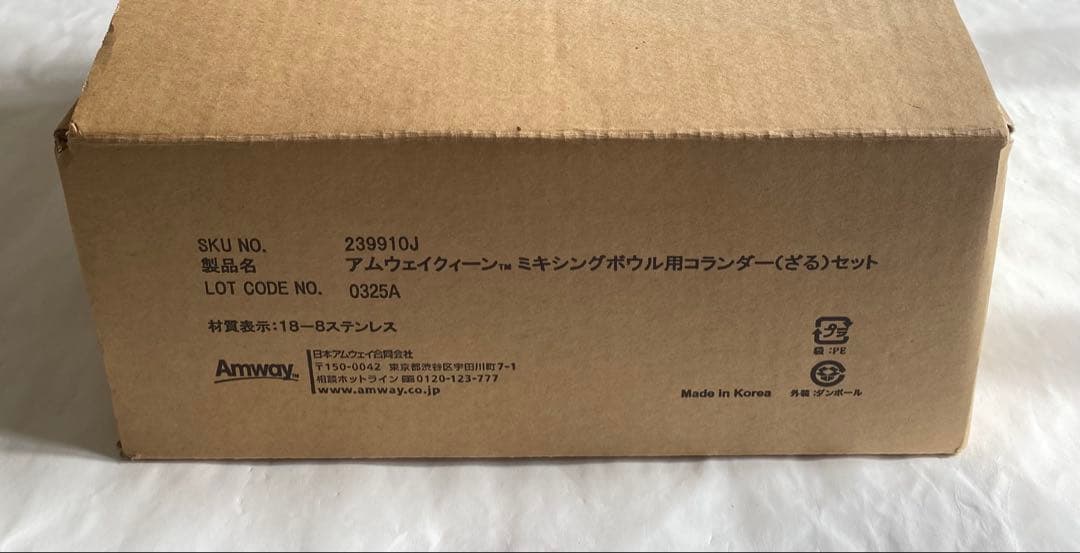 SKU NO. 239910J
製品名 アムウェイクィーン™ ミキシングボウル用コランダー(ざる)セット
LOT CODE NO. 0325A
材質表示:18-8ステンレス
Amway™
日本アムウェイ合同会社
〒150-0042 東京都渋谷区宇田川町7-1
相談ホットライン 0120-123-777
www.amway.co.jp
Made in Korea
プラ
袋:PE
外装:ダンボール